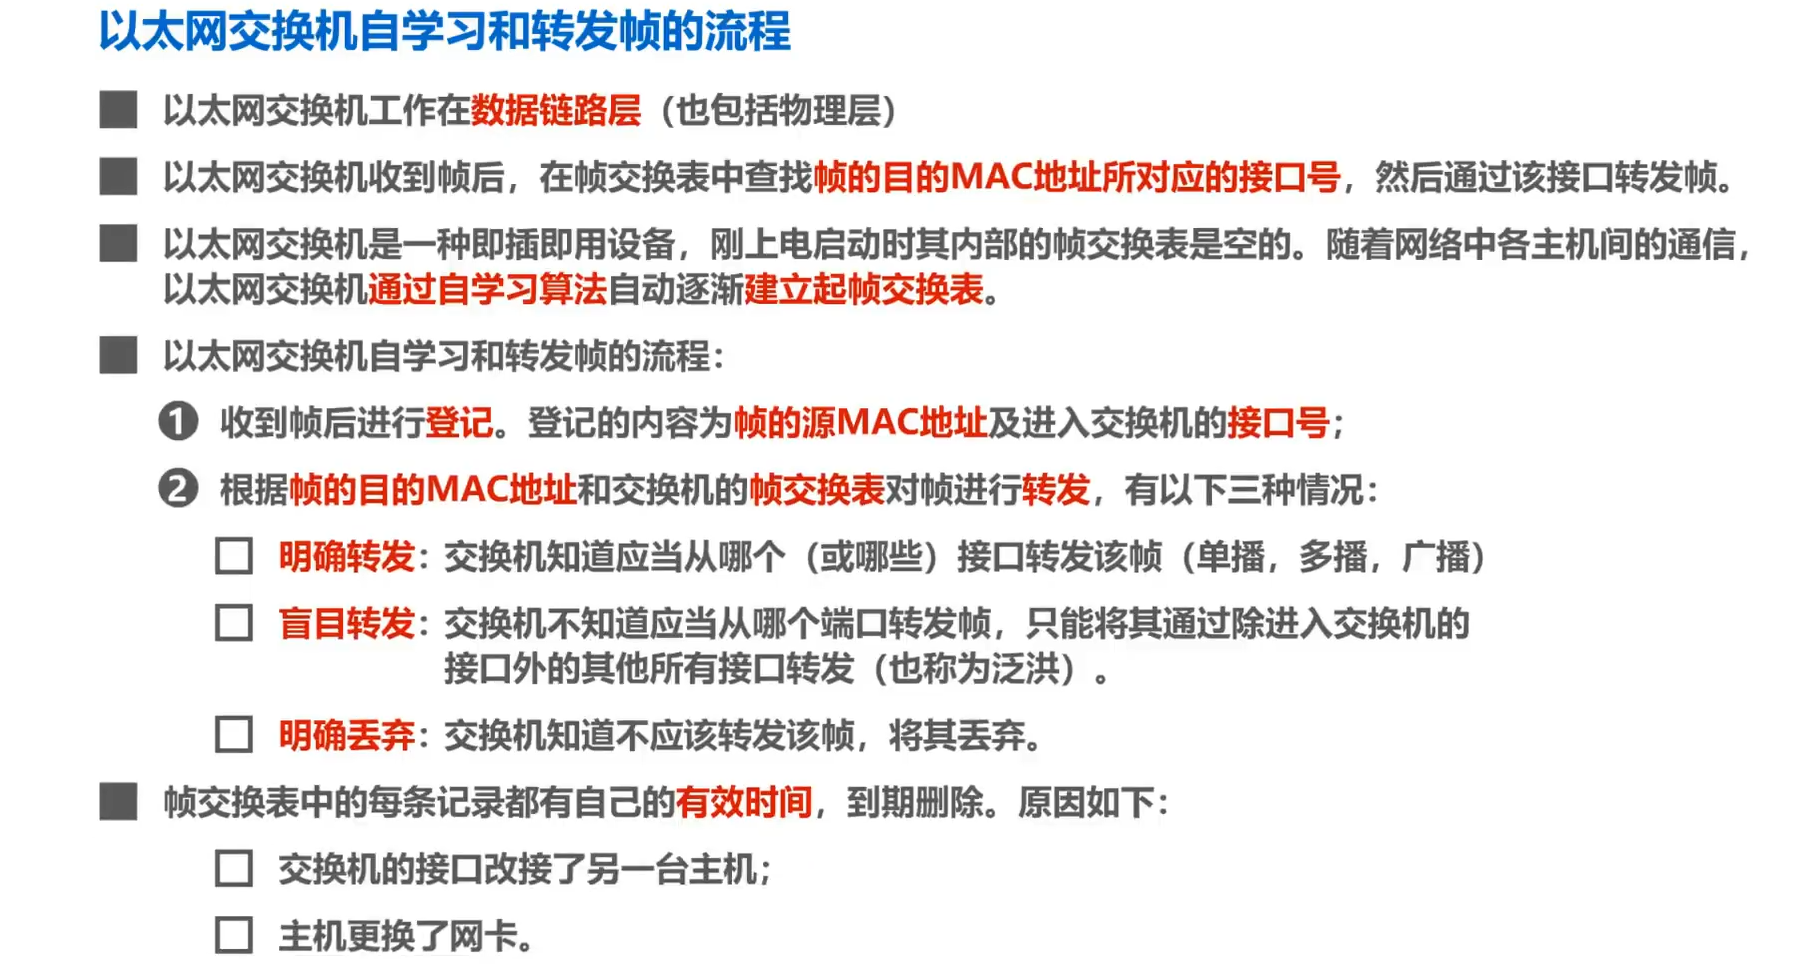 以太网交换机自学习和转发帧的流程
以太网交换机工作在数据链路层（也包括物理层）
以太网交换机收到帧后，在帧交换表中查找帧的目的MAC地址所对应的接口号，然后通过该接口转发帧。
以太网交换机是一种即插即用设备，刚上电启动时其内部的帧交换表是空的。随着网络中各主机间的通信，
以太网交换机通过自学习算法自动逐渐建立起帧交换表。
以太网交换机自学习和转发帧的流程：
❶ 收到帧后进行登记。登记的内容为帧的源MAC地址及进入交换机的接口号；
❷ 根据帧的目的MAC地址和交换机的帧交换表对帧进行转发，有以下三种情况：
明确转发：交换机知道应当从哪个（或哪些）接口转发该帧（单播，多播，广播）
盲目转发：交换机不知道应当从哪个端口转发帧，只能将其通过除进入交换机的
接口外的其他所有接口转发（也称为泛洪）。
明确丢弃：交换机知道不应该转发该帧，将其丢弃。
帧交换表中的每条记录都有自己的有效时间，到期删除。原因如下：
交换机的接口改接了另一台主机；
主机更换了网卡。